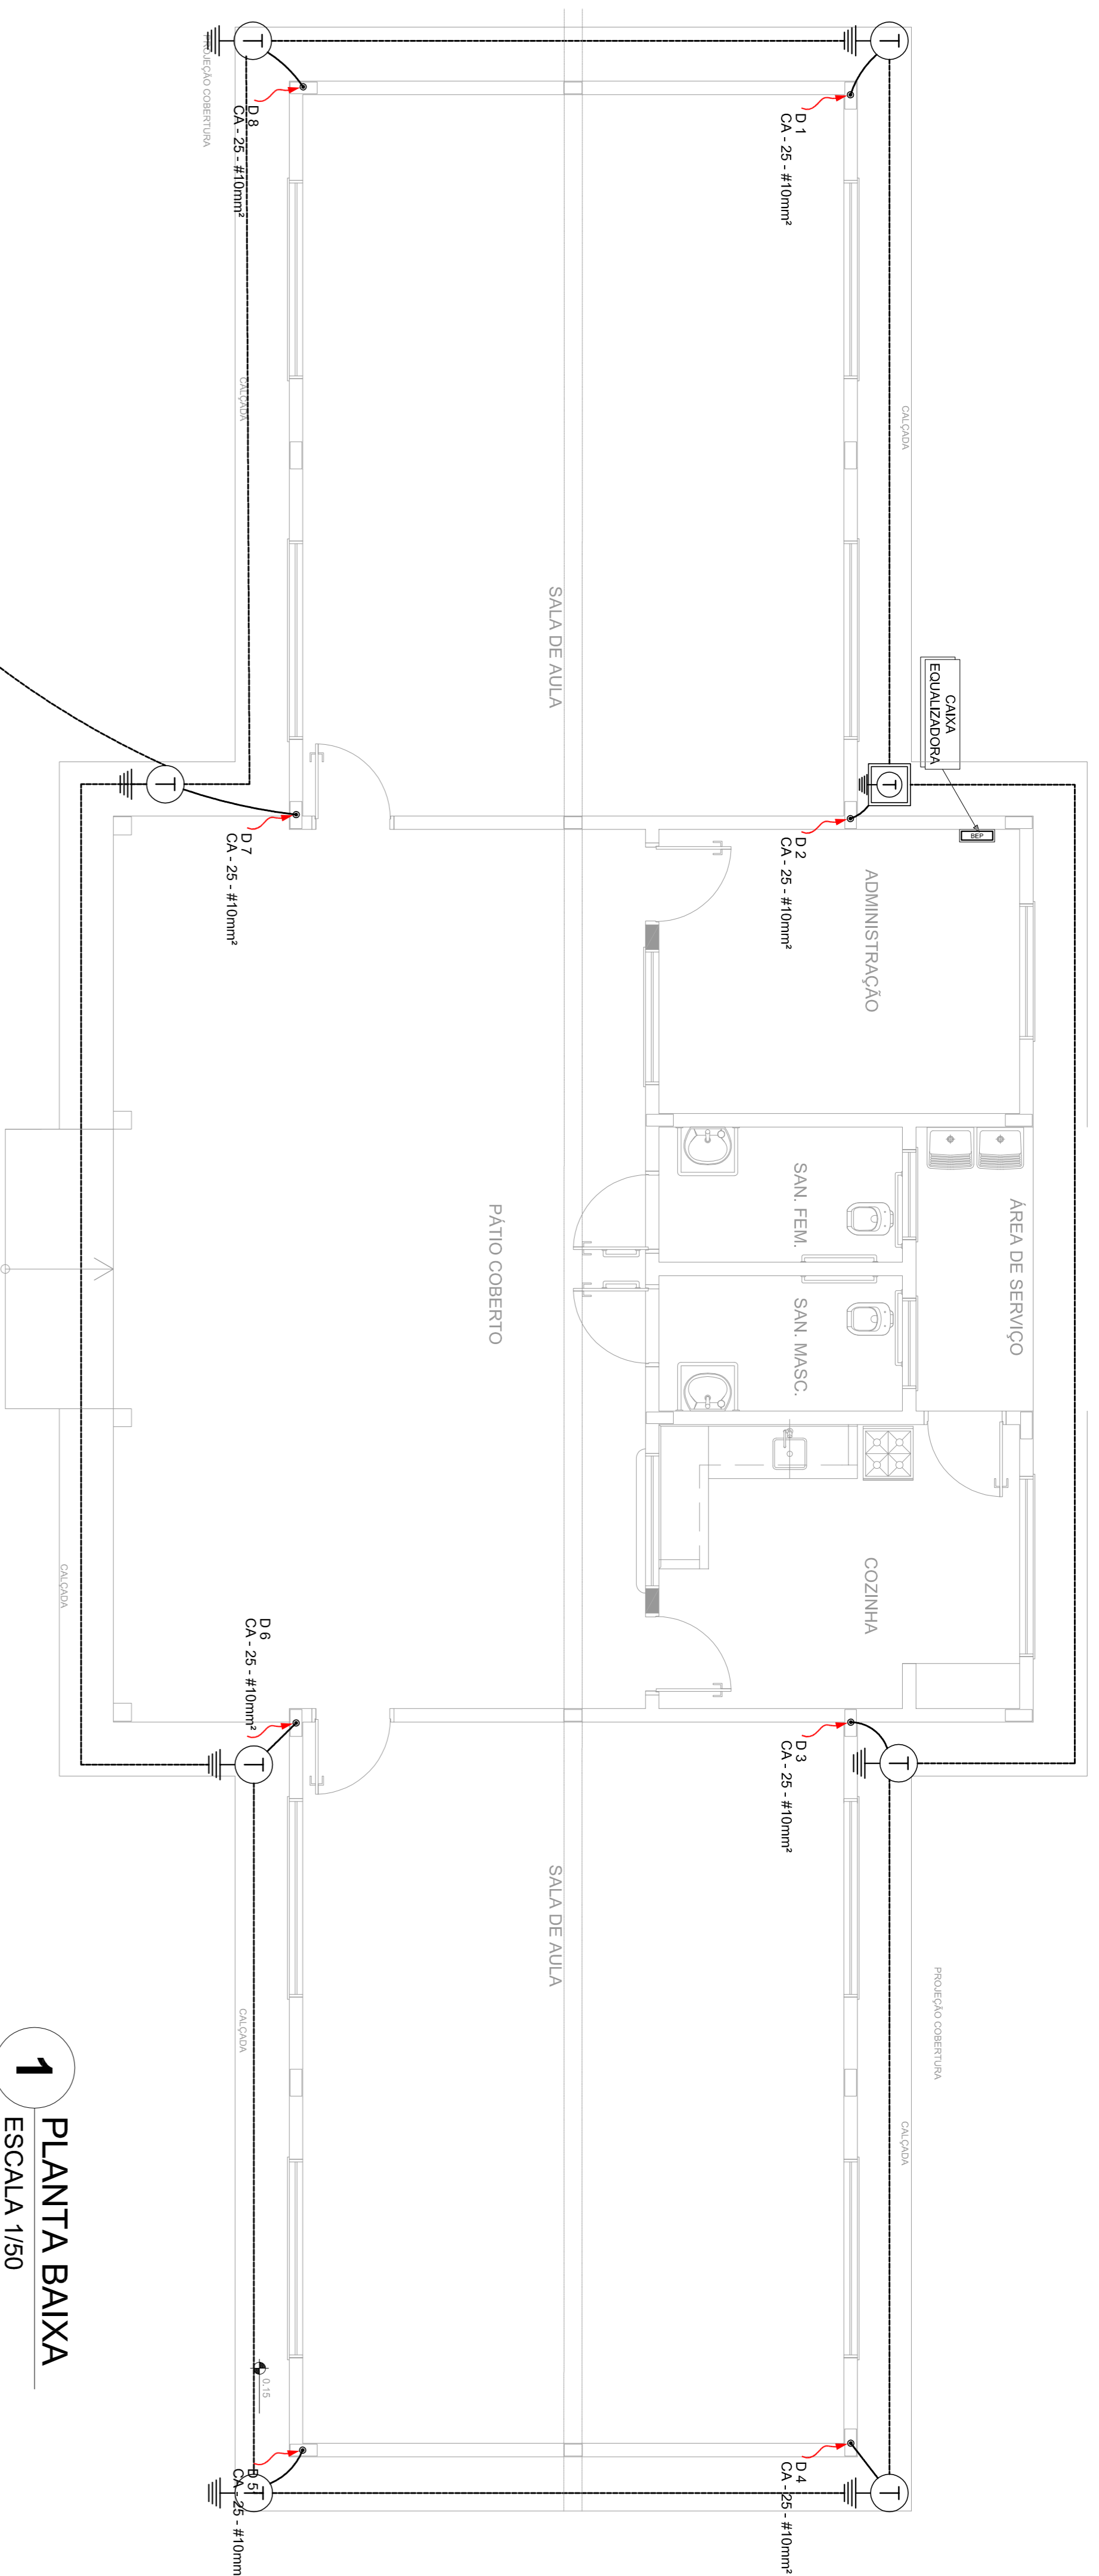 T
T
PROJEÇÃO COBERTURA
D 8
CA - 25 - #10mm²
D 1
CA - 25 - #10mm²
CALÇADA
CALÇADA
SALA DE AULA
CAIXA
EQUALIZADORA
T
T
BEP
D 7
CA - 25 - #10mm²
D 2
CA - 25 - #10mm²
ADMINISTRAÇÃO
SAN. FEM.
ÁREA DE SERVIÇO
PÁTIO COBERTO
SAN. MASC.
COZINHA
CALÇADA
D 6
CA - 25 - #10mm²
T
D 3
CA - 25 - #10mm²
T
SALA DE AULA
PROJEÇÃO COBERTURA
CALÇADA
CALÇADA
0.15
D 5
CA - 25 - #10mm
T
D 4
CA - 25 - #10mm²
T
1
PLANTA BAIXA
ESCALA 1/50